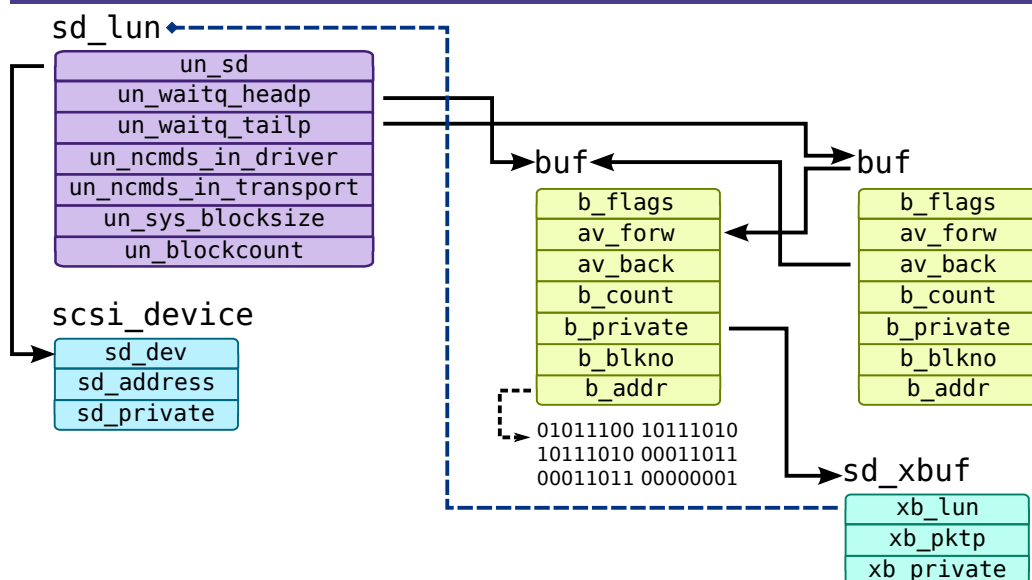 sd_lun
un_sd
un_waitq_headp
un_waitq_tailp
un_ncmds_in_driver
un_ncmds_in_transport
un_sys_blocksize
un_blockcount
scsi_device
sd_dev
sd_address
sd_private
buf
b_flags
av_forw
av_back
b_count
b_private
b_blkno
b_addr
01011100 10111010
10111010 00011011
00011011 00000001
buf
b_flags
av_forw
av_back
b_count
b_private
b_blkno
b_addr
sd_xbuf
xb_lun
xb_pktp
xb_private